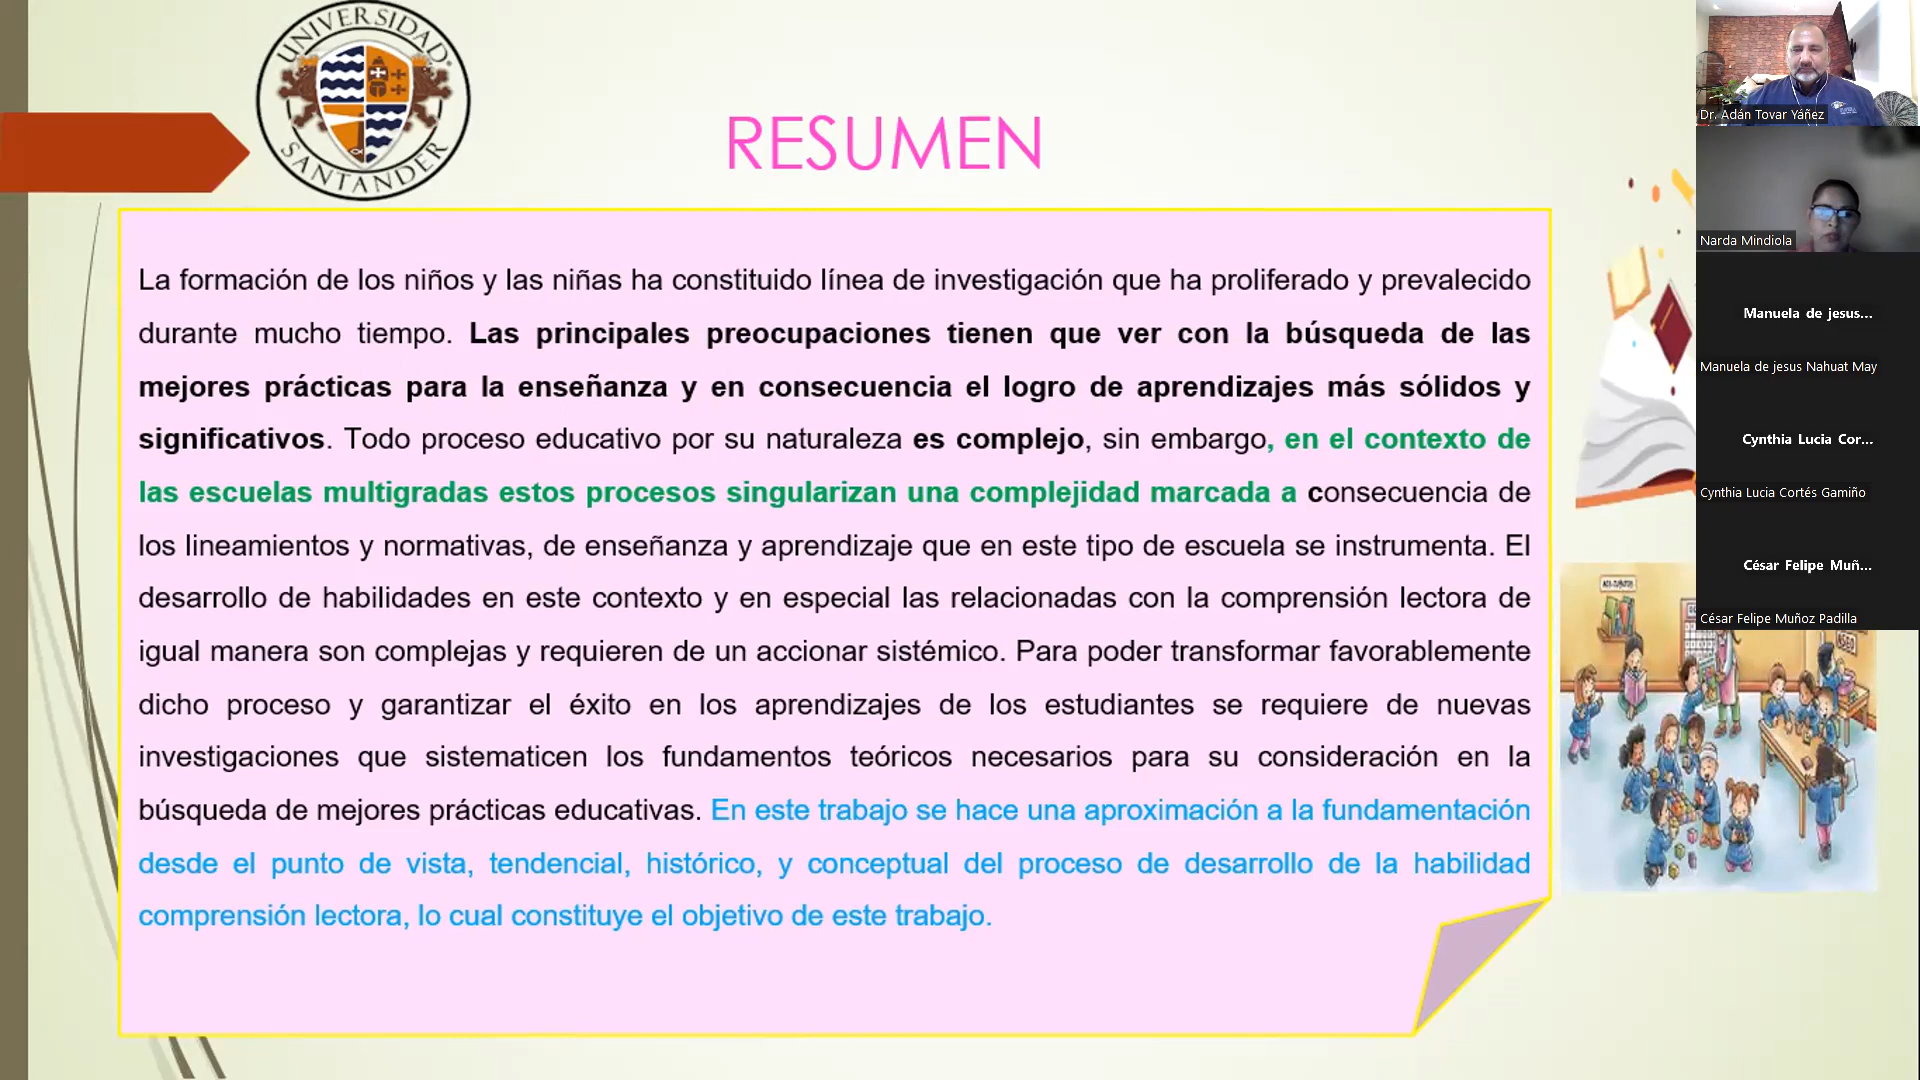 UNIVERSIDAD
SANTANDER
RESUMEN
La formación de los niños y las niñas ha constituido línea de investigación que ha proliferado y prevalecido
durante mucho tiempo. Las principales preocupaciones tienen que ver con la búsqueda de las
mejores prácticas para la enseñanza y en consecuencia el logro de aprendizajes más sólidos y
significativos. Todo proceso educativo por su naturaleza es complejo, sin embargo, en el contexto de
las escuelas multigradas estos procesos singularizan una complejidad marcada a consecuencia de
los lineamientos y normativas, de enseñanza y aprendizaje que en este tipo de escuela se instrumenta. El
desarrollo de habilidades en este contexto y en especial las relacionadas con la comprensión lectora de
igual manera son complejas y requieren de un accionar sistémico. Para poder transformar favorablemente
dicho proceso y garantizar el éxito en los aprendizajes de los estudiantes se requiere de nuevas
investigaciones que sistematicen los fundamentos teóricos necesarios para su consideración en la
búsqueda de mejores prácticas educativas. En este trabajo se hace una aproximación a la fundamentación
desde el punto de vista, tendencial, histórico, y conceptual del proceso de desarrollo de la habilidad
comprensión lectora, lo cual constituye el objetivo de este trabajo.
Dr. Adán Tovar Yáñez
Narda Mindiola
Manuela de jesus...
Manuela de jesus Nahuat May
Cynthia Lucia Cor...
Cynthia Lucia Cortés Gamiño
César Felipe Muñ...
César Felipe Muñoz Padilla
ASEO